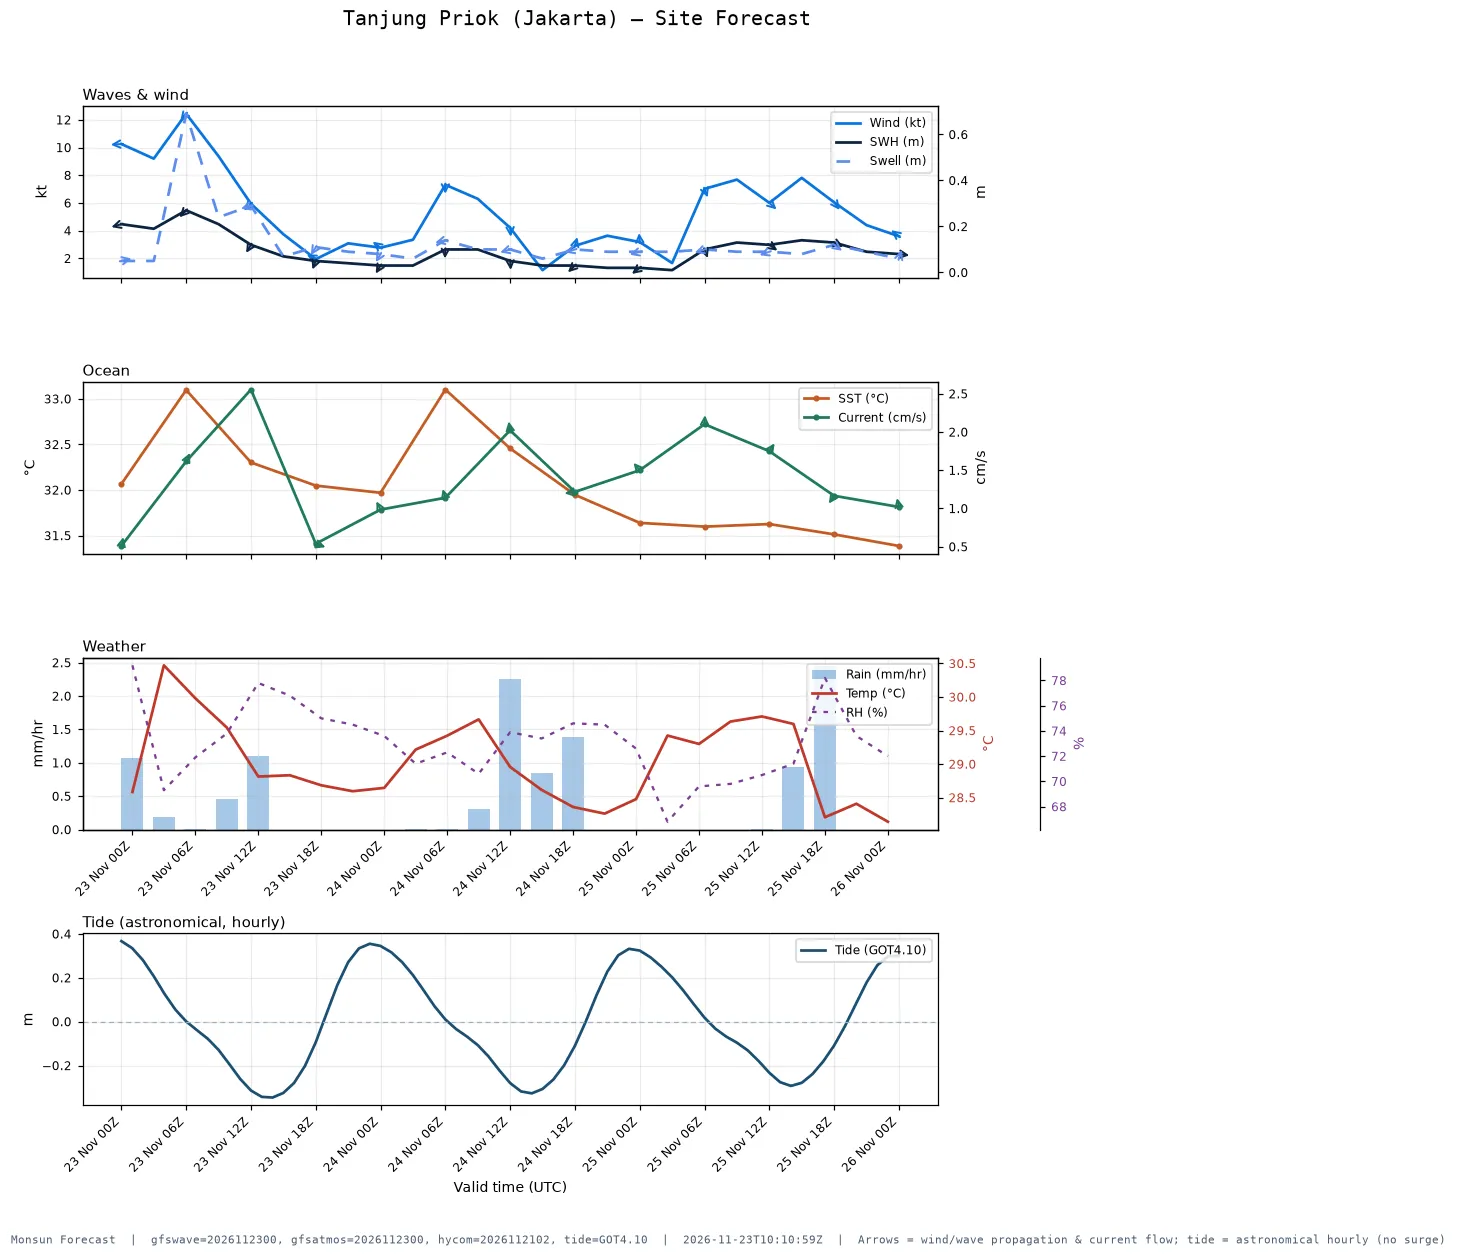 Tanjung Priok (Jakarta) — Site Forecast
Waves & wind
12
10
8
6
4
2
kt
0.6
0.4
0.2
0.0
m
Wind (kt)
SWH (m)
Swell (m)
Ocean
33.0
32.5
32.0
31.5
°C
2.5
2.0
1.5
1.0
0.5
cm/s
SST (°C)
Current (cm/s)
Weather
2.5
2.0
1.5
1.0
0.5
0.0
mm/hr
30.5
30.0
29.5
29.0
28.5
°C
78
76
74
72
70
68
%
Rain (mm/hr)
Temp (°C)
RH (%)
23 Nov 00Z
23 Nov 06Z
23 Nov 12Z
23 Nov 18Z
24 Nov 00Z
24 Nov 06Z
24 Nov 12Z
24 Nov 18Z
25 Nov 00Z
25 Nov 06Z
25 Nov 12Z
25 Nov 18Z
26 Nov 00Z
Tide (astronomical, hourly)
0.4
0.2
0.0
−0.2
m
Tide (GOT4.10)
23 Nov 00Z
23 Nov 06Z
23 Nov 12Z
23 Nov 18Z
24 Nov 00Z
24 Nov 06Z
24 Nov 12Z
24 Nov 18Z
25 Nov 00Z
25 Nov 06Z
25 Nov 12Z
25 Nov 18Z
26 Nov 00Z
Valid time (UTC)
Monsun Forecast | gfswave=2026112300, gfsatmos=2026112300, hycom=2026112102, tide=GOT4.10 | 2026-11-23T10:10:59Z | Arrows = wind/wave propagation & current flow; tide = astronomical hourly (no surge)